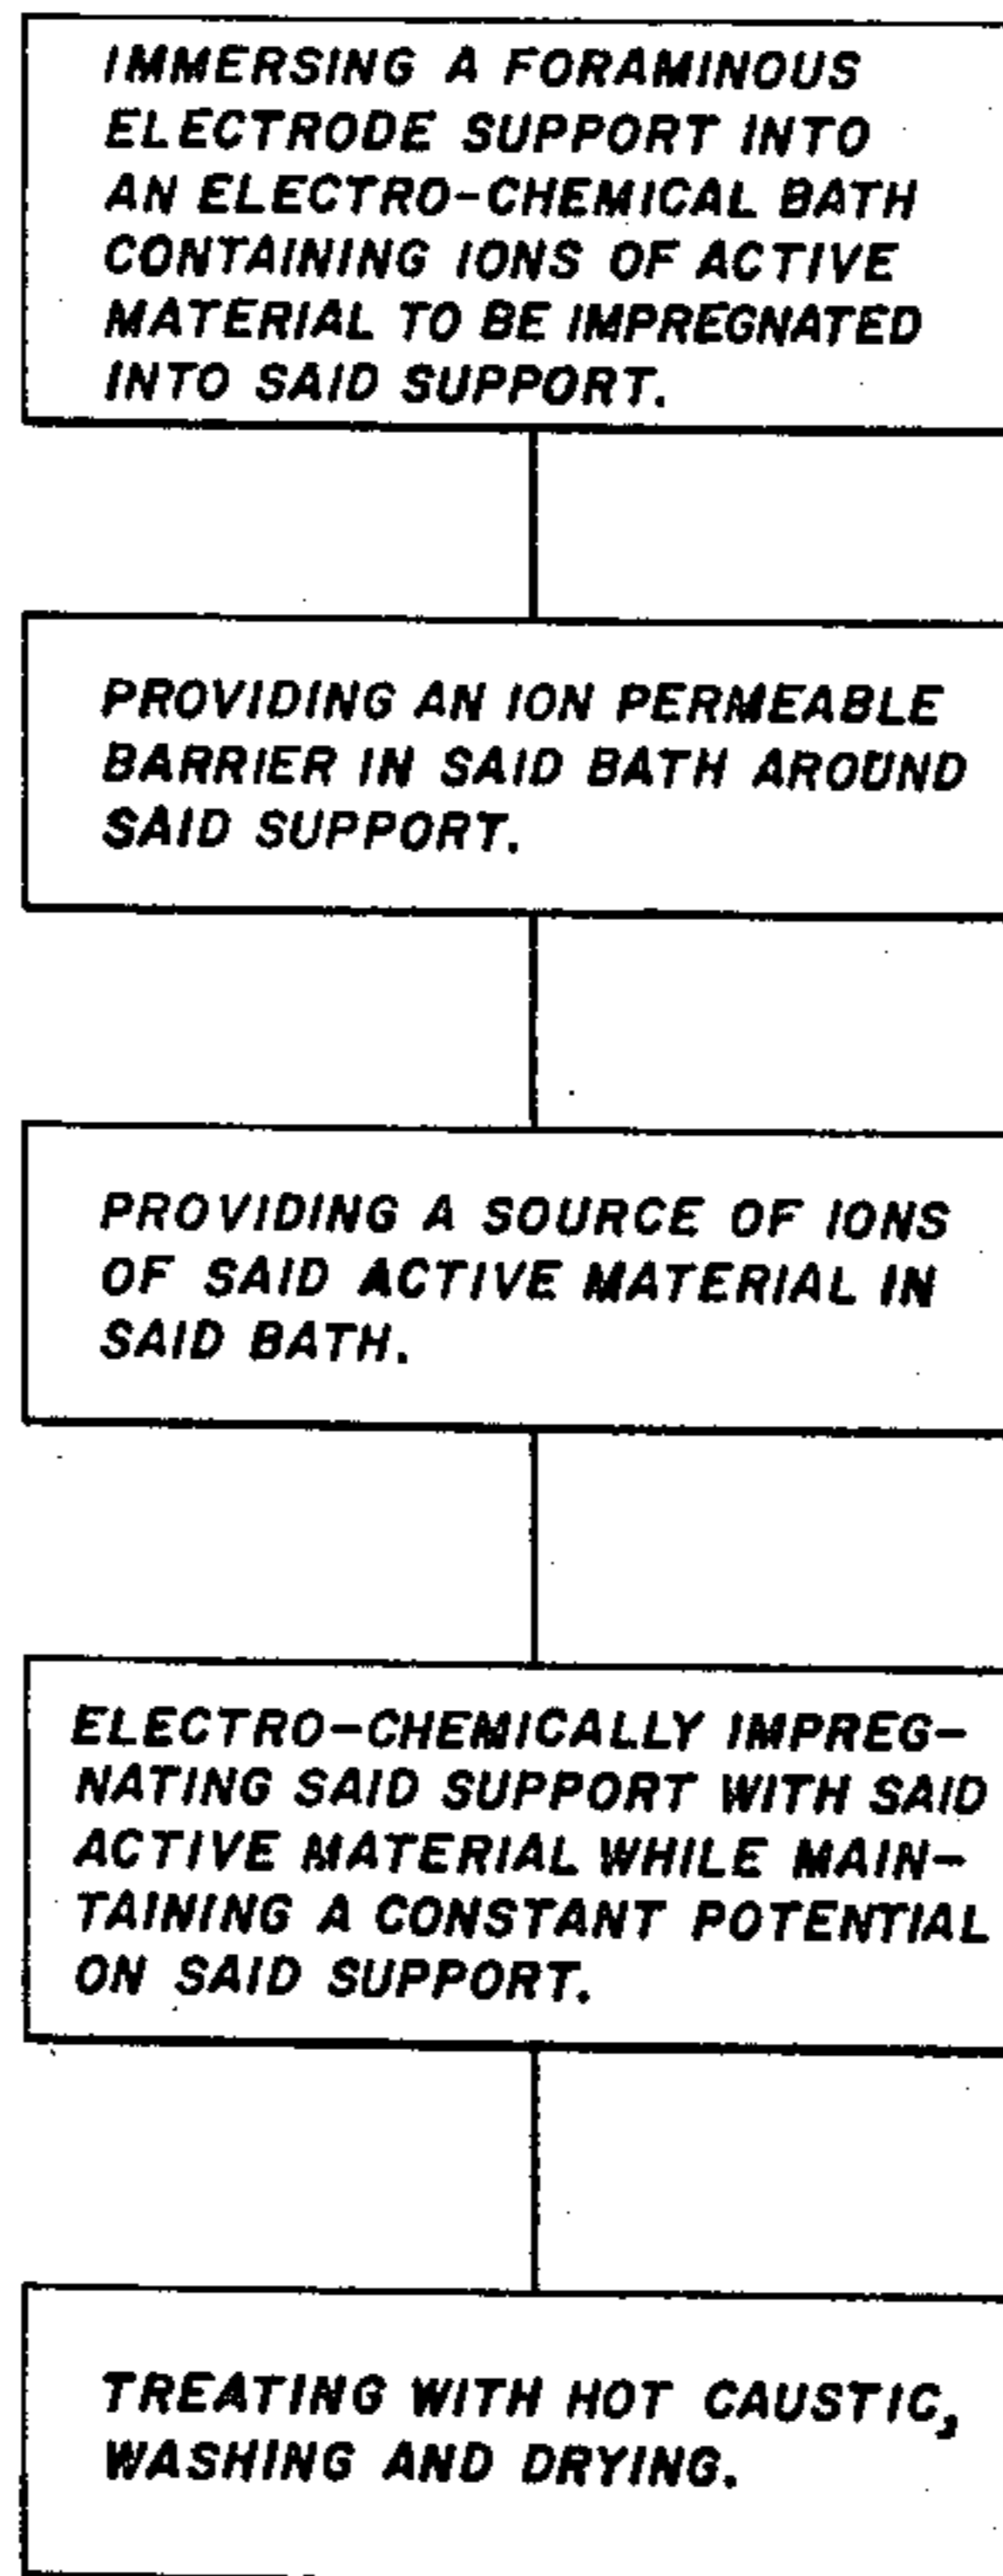 IMMERSING A FORAMINOUS
ELECTRODE SUPPORT INTO
AN ELECTRO-CHEMICAL BATH
CONTAINING IONS OF ACTIVE
MATERIAL TO BE IMPREGNATED
INTO SAID SUPPORT.
PROVIDING AN ION PERMEABLE
BARRIER IN SAID BATH AROUND
SAID SUPPORT.
PROVIDING A SOURCE OF IONS
OF SAID ACTIVE MATERIAL IN
SAID BATH.
ELECTRO-CHEMICALLY IMPREG-
NATING SAID SUPPORT WITH SAID
ACTIVE MATERIAL WHILE MAIN-
TAINING A CONSTANT POTENTIAL
ON SAID SUPPORT.
TREATING WITH HOT CAUSTIC,
WASHING AND DRYING.